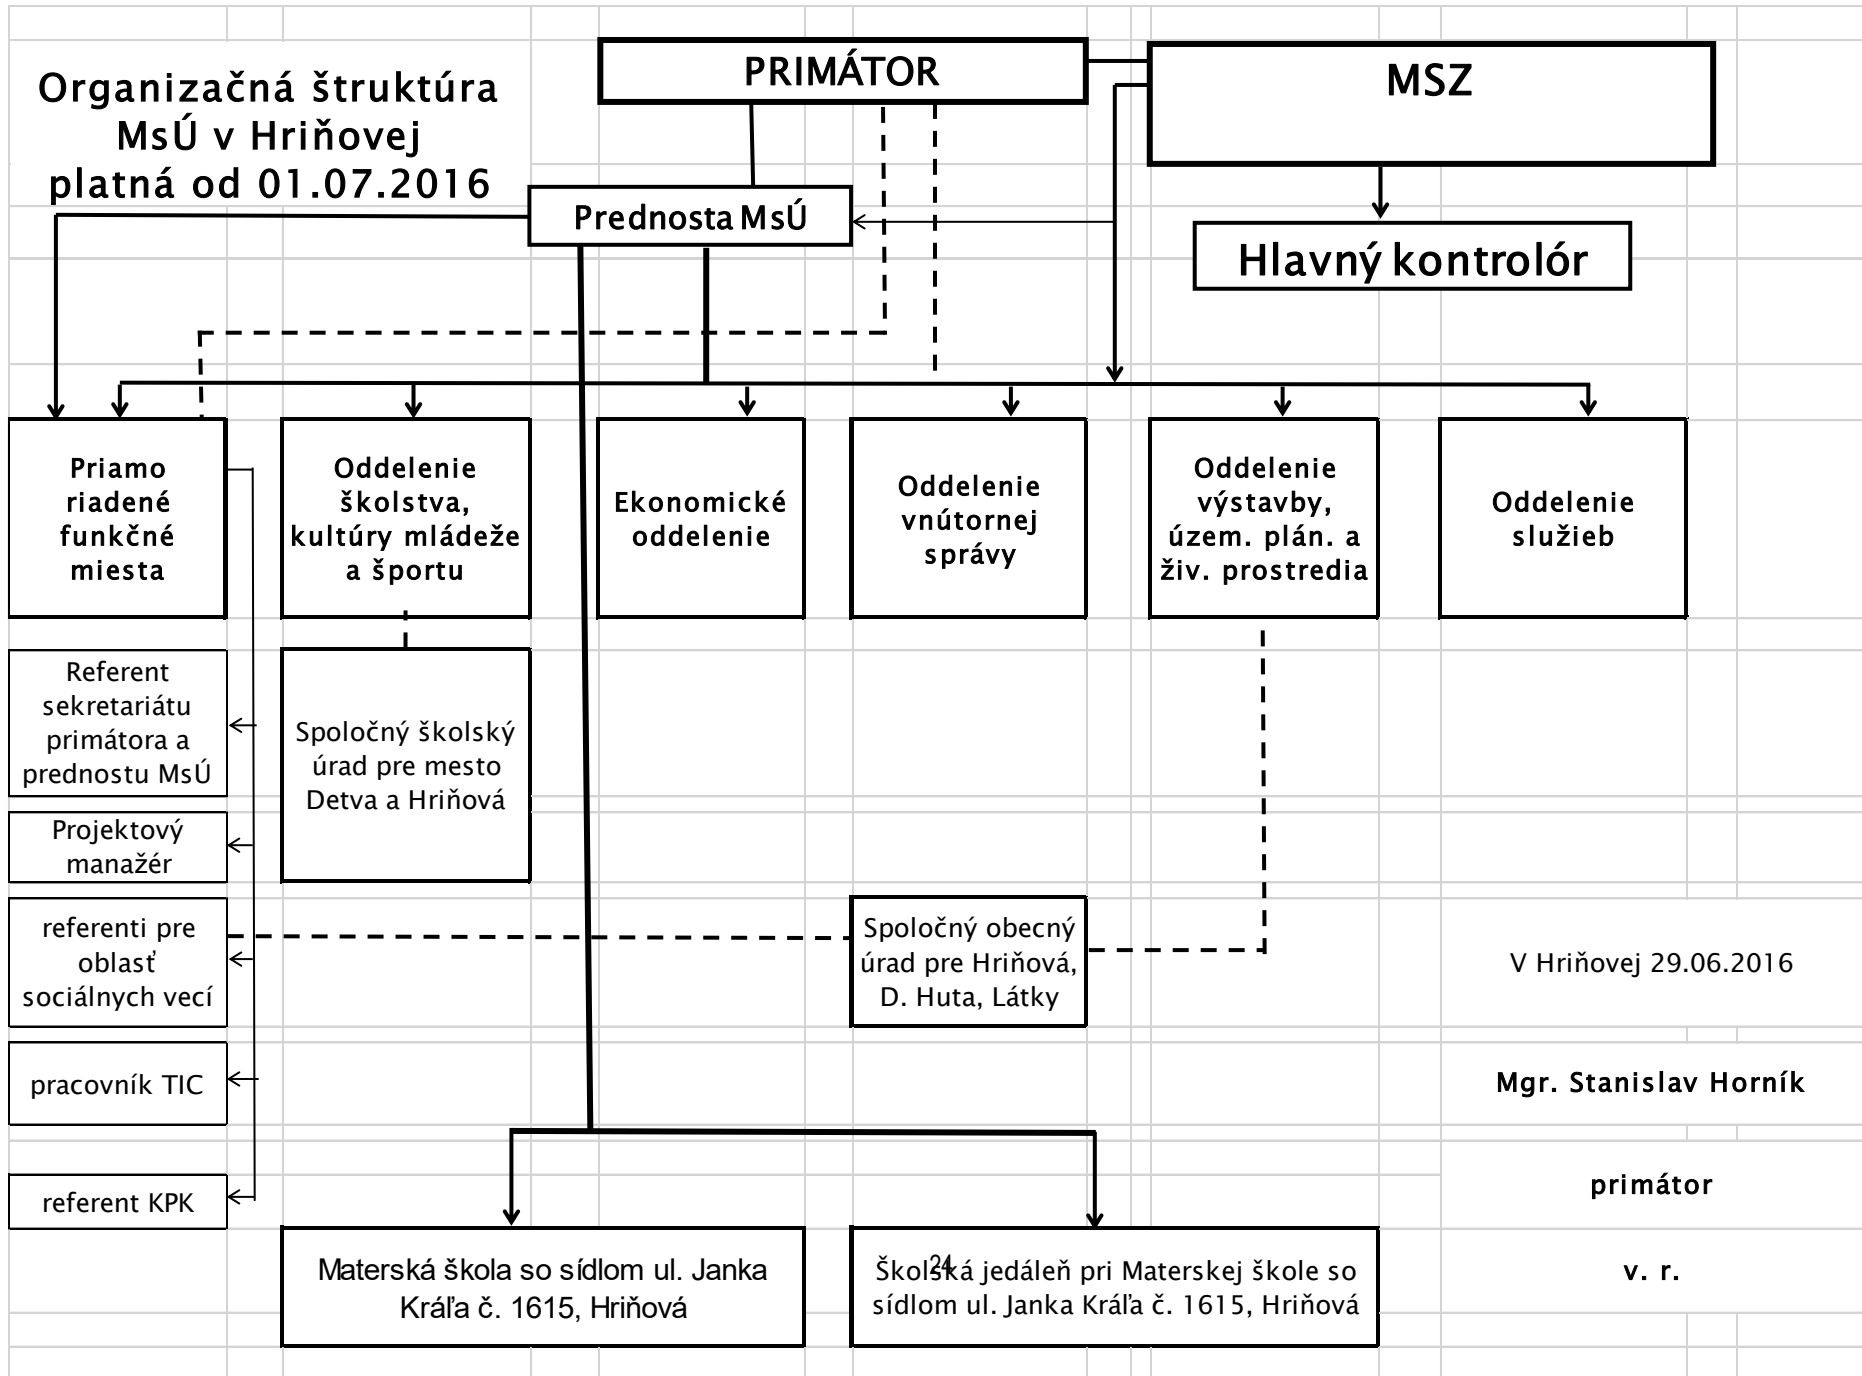 Organizačná štruktúra
MsÚ v Hriňovej
platná od 01.07.2016
PRIMÁTOR
MSZ
Prednosta MsÚ
Hlavný kontrolór
Priamo
riadené
funkčné
miesta
Oddelenie
školstva,
kultúry mládeže
a športu
Ekonomické
oddelenie
Oddelenie
vnútornej
správy
Oddelenie
výstavby,
územ. plán. a
živ. prostredia
Oddelenie
služieb
Referent
sekretariátu
primátora a
prednostu MsÚ
Spoločný školský
úrad pre mesto
Detva a Hriňová
Projektový
manažér
referenti pre
oblasť
sociálnych vecí
Spoločný obecný
úrad pre Hriňová,
D. Huta, Látky
V Hriňovej 29.06.2016
pracovník TIC
Mgr. Stanislav Horník
referent KPK
primátor
Materská škola so sídlom ul. Janka
Kráľa č. 1615, Hriňová
Školská jedáleň pri Materskej škole so
sídlom ul. Janka Kráľa č. 1615, Hriňová
24
v. r.